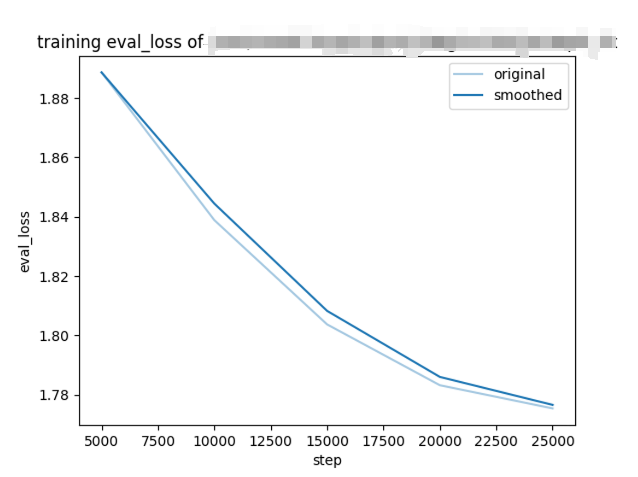 training eval_loss of
original
smoothed
1.88
1.86
1.84
1.82
1.80
1.78
eval_loss
5000 7500 10000 12500 15000 17500 20000 22500 25000
step